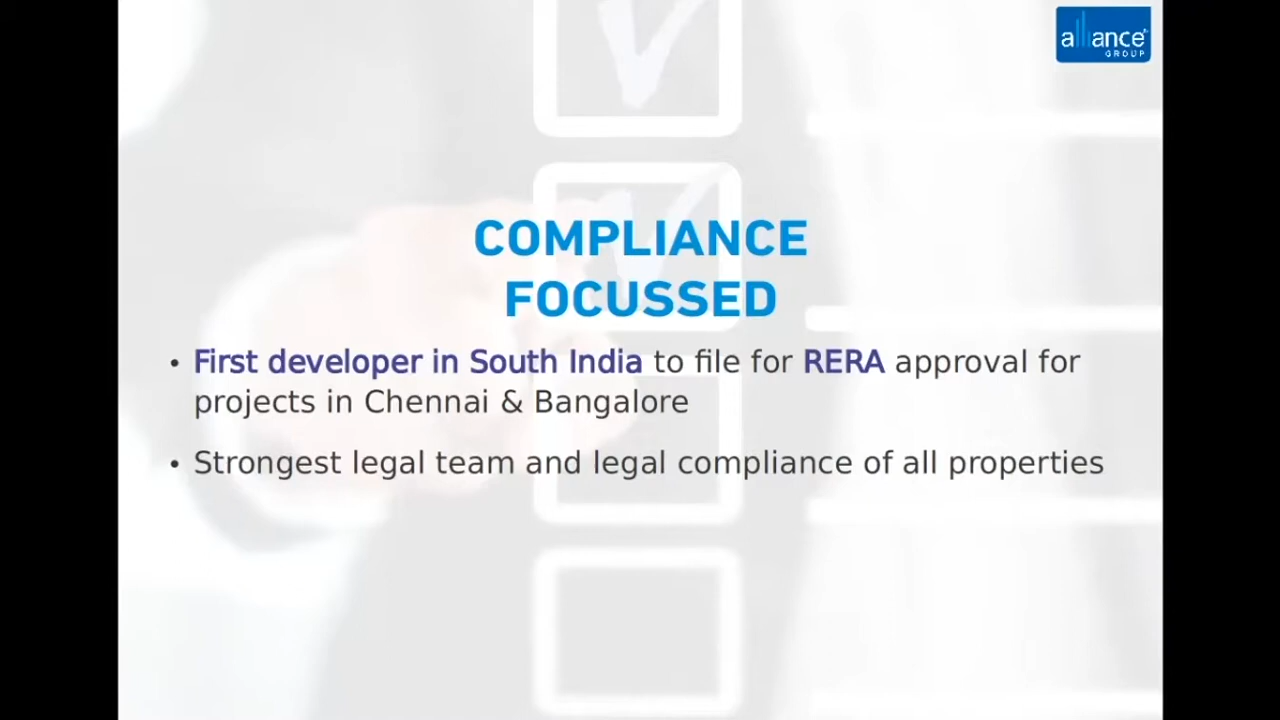 alliance
GROUP
COMPLIANCE
FOCUSSED
• First developer in South India to file for RERA approval for
projects in Chennai & Bangalore
• Strongest legal team and legal compliance of all properties